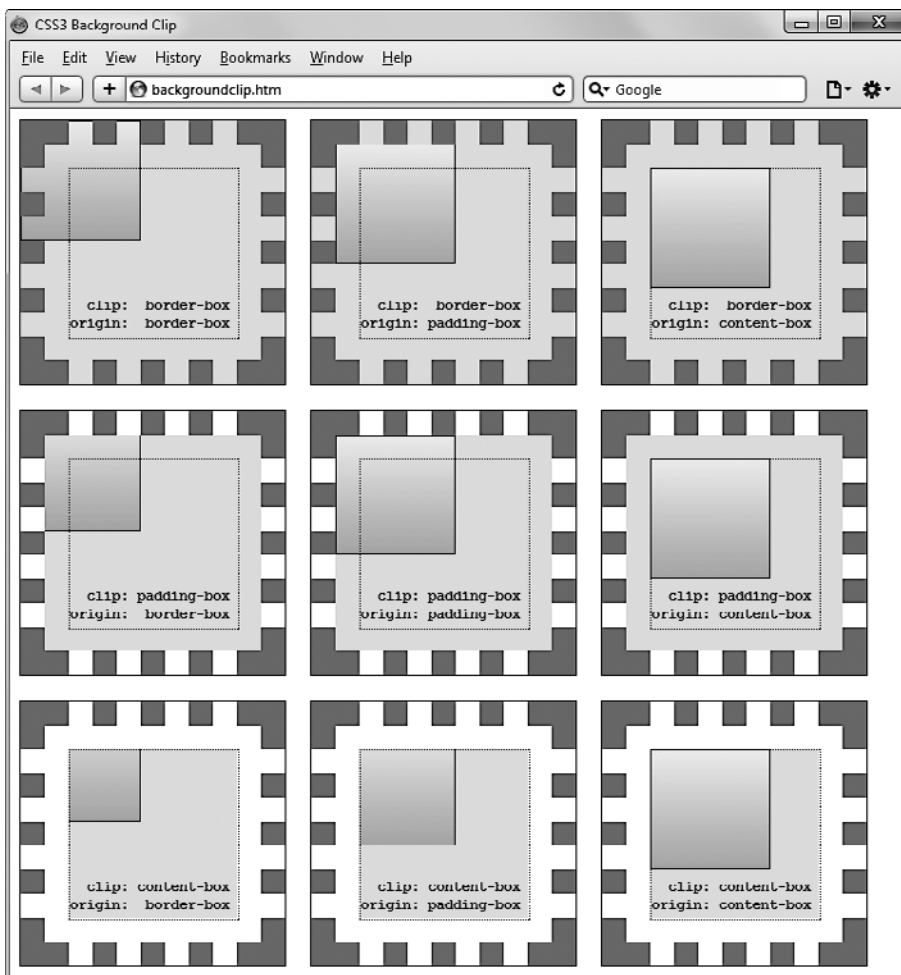 CSS3 Background Clip
File Edit View History Bookmarks Window Help
backgroundclip.htm
Google
clip: border-box
origin: border-box
clip: border-box
origin: padding-box
clip: border-box
origin: content-box
clip: padding-box
origin: border-box
clip: padding-box
origin: padding-box
clip: padding-box
origin: content-box
clip: content-box
origin: border-box
clip: content-box
origin: padding-box
clip: content-box
origin: content-box